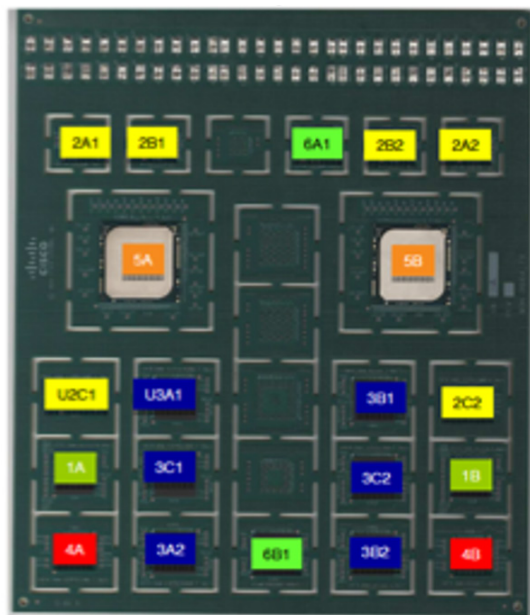 2A1 2B1 6A1 2B2 2A2
CISCO
5A 5B
U2C1 U3A1 3B1 2C2
1A 3C1 3C2 1B
4A 3A2 6B1 3B2 4B